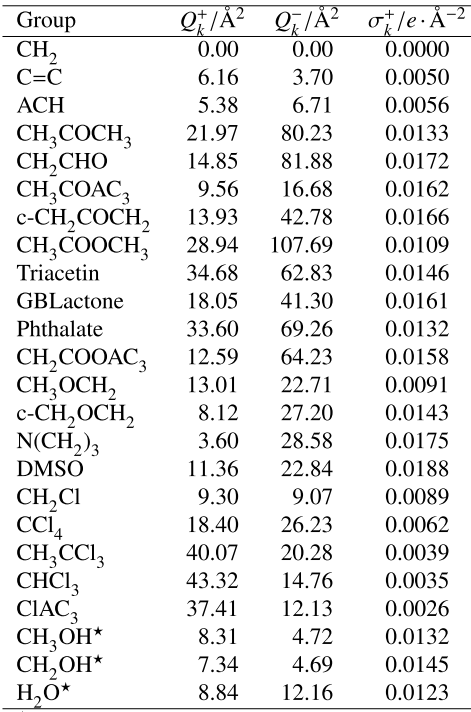 Group Q_k^+/Å^2 Q_k^-/Å^2 σ_k^+/e·Å^−2
CH_2 0.00 0.00 0.0000
C=C 6.16 3.70 0.0050
ACH 5.38 6.71 0.0056
CH_3COCH_3 21.97 80.23 0.0133
CH_2CHO 14.85 81.88 0.0172
CH_3COAC_3 9.56 16.68 0.0162
c-CH_2COCH_2 13.93 42.78 0.0166
CH_3COOCH_3 28.94 107.69 0.0109
Triacetin 34.68 62.83 0.0146
GBLactone 18.05 41.30 0.0161
Phthalate 33.60 69.26 0.0132
CH_2COOAC_3 12.59 64.23 0.0158
CH_3OCH_2 13.01 22.71 0.0091
c-CH_2OCH_2 8.12 27.20 0.0143
N(CH_2)_3 3.60 28.58 0.0175
DMSO 11.36 22.84 0.0188
CH_2Cl 9.30 9.07 0.0089
CCl_4 18.40 26.23 0.0062
CH_3CCl_3 40.07 20.28 0.0039
CHCl_3 43.32 14.76 0.0035
ClAC_3 37.41 12.13 0.0026
CH_3OH★ 8.31 4.72 0.0132
CH_2OH★ 7.34 4.69 0.0145
H_2O★ 8.84 12.16 0.0123